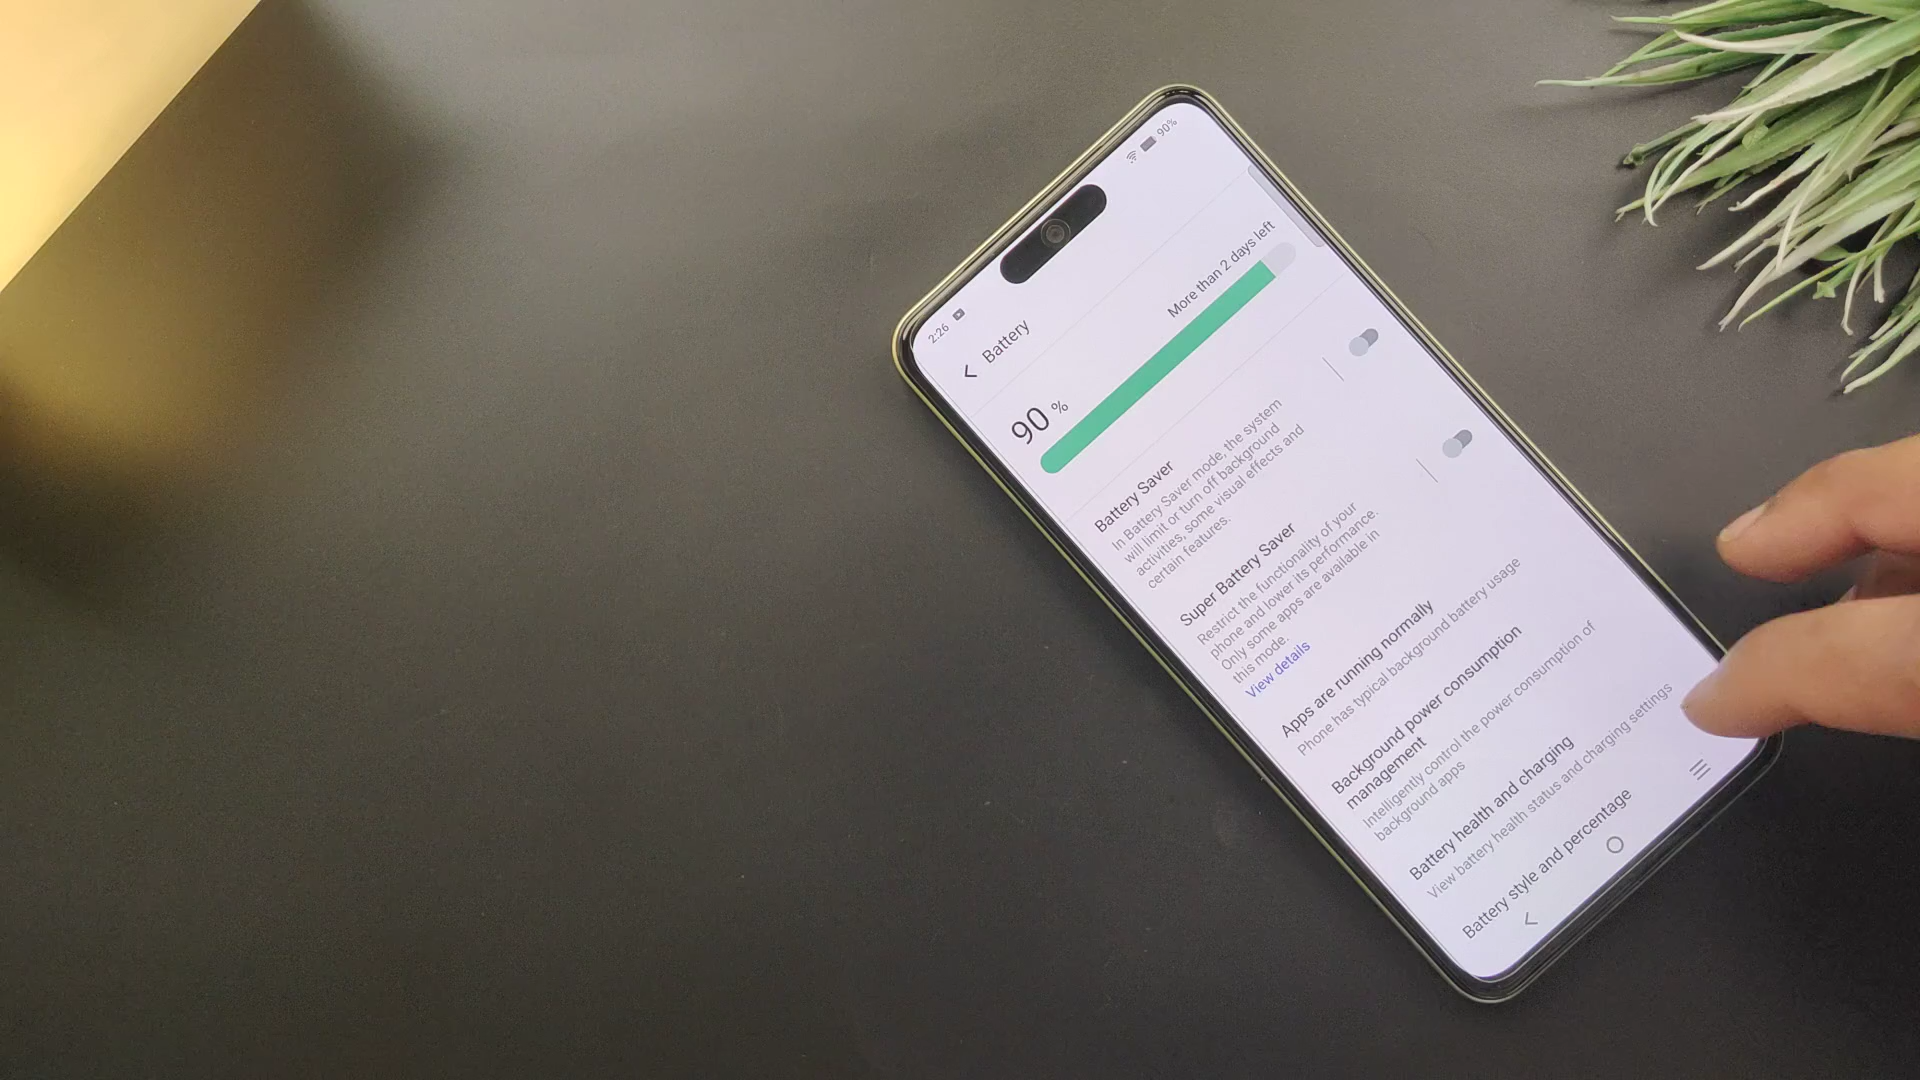 2:26
90%
Battery
90 %
More than 2 days left
Battery Saver
In Battery Saver mode, the system
will limit or turn off background
activities, some visual effects and
certain features.
Super Battery Saver
Restrict the functionality of your
phone and lower its performance.
Only some apps are available in
this mode.
View details
Apps are running normally
Phone has typical background battery usage
Background power consumption
management
Intelligently control the power consumption of
background apps
Battery health and charging
View battery health status and charging settings
Battery style and percentage